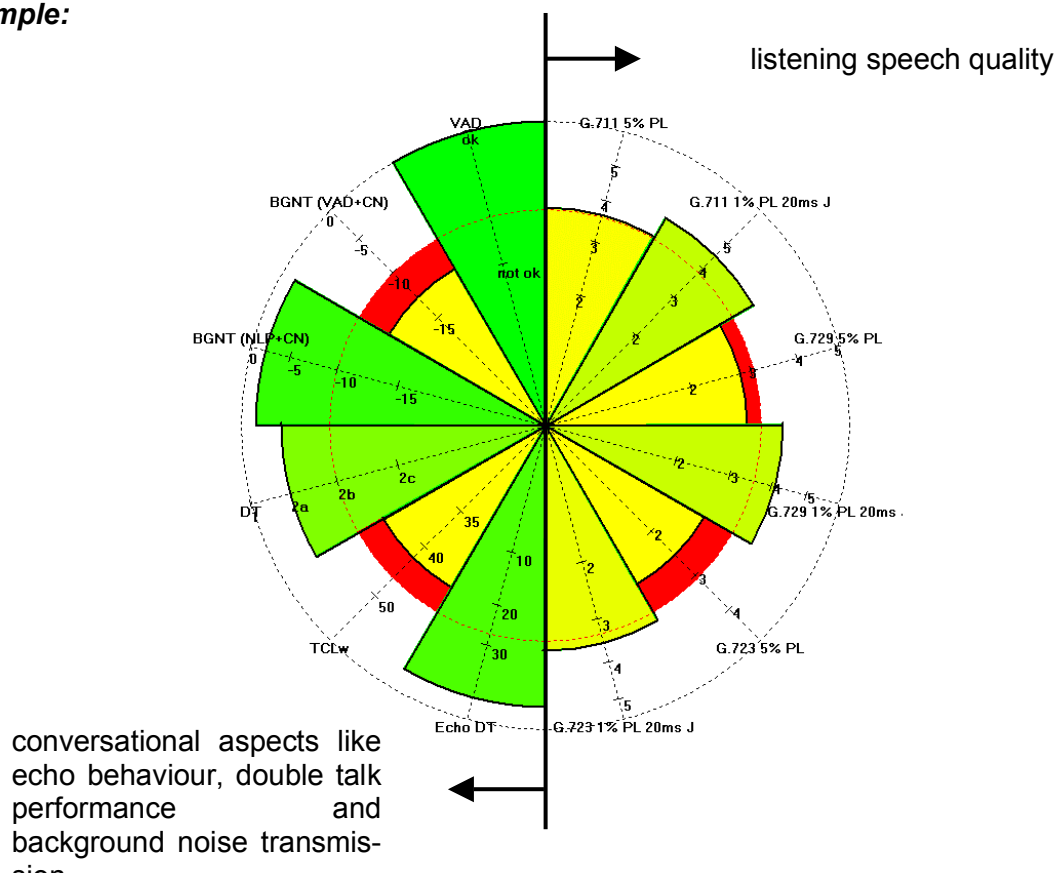 mple:
listening speech quality
VAD
ok
not ok
G.711 5% PL
5
4
3
2
G.711 1% PL 20ms J
5
4
3
2
G.729 5% PL
5
4
3
2
G.729 1% PL 20ms
5
4
3
2
G.723 5% PL
4
3
2
G.723 1% PL 20ms J
5
4
3
2
Echo DT
30
20
10
TCLw
50
40
35
DT
1
2a
2b
2c
BGNT (NLP+CN)
0
-5
-10
-15
BGNT (VAD+CN)
0
-5
-10
-15
conversational aspects like
echo behaviour, double talk
performance and
background noise transmis-
sion